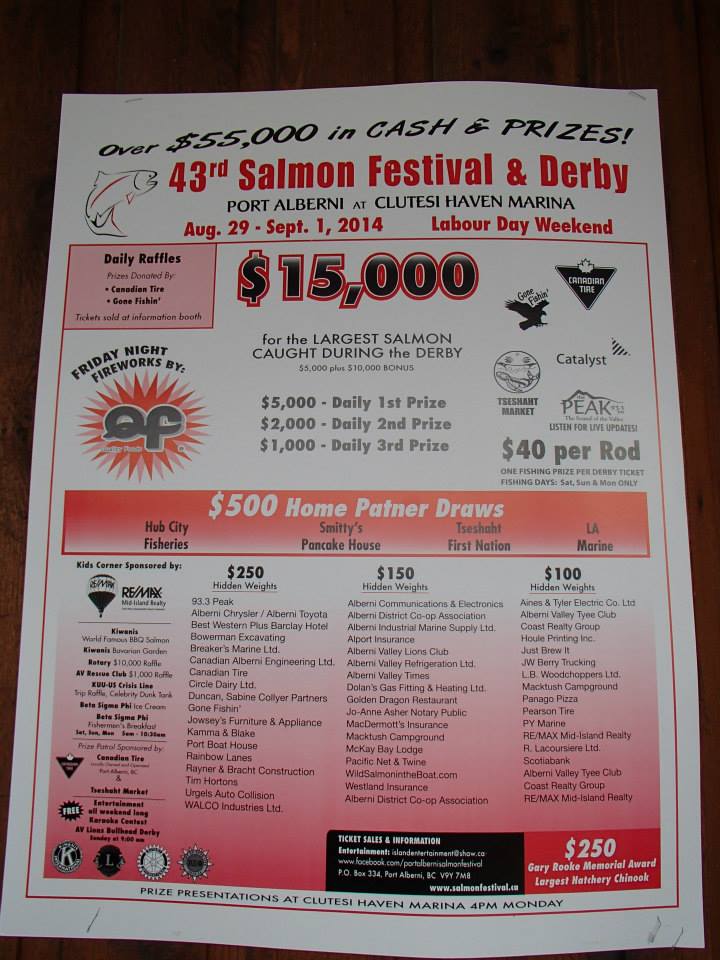 Over $55,000 in CASH & PRIZES!
43rd Salmon Festival & Derby
PORT ALBERNI AT CLUTESI HAVEN MARINA
Aug. 29 - Sept. 1, 2014 Labour Day Weekend
Daily Raffles
Prizes Donated By:
• Canadian Tire
• Gone Fishin'
Tickets sold at information booth
$15,000
for the LARGEST SALMON
CAUGHT DURING the DERBY
$5,000 plus $10,000 BONUS
$5,000 - Daily 1st Prize
$2,000 - Daily 2nd Prize
$1,000 - Daily 3rd Prize
FRIDAY NIGHT
FIREWORKS BY:
QF
Quality Foods
Gone Fishin'
CANADIAN
TIRE
TSESHAHT
MARKET
Catalyst
the
PEAK 93.3
The Sound of the Valley
LISTEN FOR LIVE UPDATES!
$40 per Rod
ONE FISHING PRIZE PER DERBY TICKET
FISHING DAYS: Sat, Sun & Mon ONLY
$500 Home Patner Draws
Hub City
Fisheries
Smitty's
Pancake House
Tseshaht
First Nation
LA
Marine
Kids Corner Sponsored by:
RE/MAX
RE/MAX
Mid-Island Realty
Kiwanis
World Famous BBQ Salmon
Kiwanis Bavarian Garden
Rotary $10,000 Raffle
AV Rescue Club $1,000 Raffle
KUU-US Crisis Line
Trip Raffle, Celebrity Dunk Tank
Beta Sigma Phi Ice Cream
Beta Sigma Phi
Fishermen's Breakfast
Sat, Sun, Mon 5am - 10:30am
Prize Patrol Sponsored by:
CANADIAN
TIRE
Canadian Tire
Locally Owned and Operated
Port Alberni, BC
&
Tseshaht Market
FREE
Entertainment
all weekend long
Karaoke Contest
AV Lions Bullhead Derby
Sunday at 9:00 am
$250
Hidden Weights
93.3 Peak
Alberni Chrysler / Alberni Toyota
Best Western Plus Barclay Hotel
Bowerman Excavating
Breaker's Marine Ltd.
Canadian Alberni Engineering Ltd.
Canadian Tire
Circle Dairy Ltd.
Duncan, Sabine Collyer Partners
Gone Fishin'
Jowsey's Furniture & Appliance
Kamma & Blake
Port Boat House
Rainbow Lanes
Rayner & Bracht Construction
Tim Hortons
Urgels Auto Collision
WALCO Industries Ltd.
$150
Hidden Weights
Alberni Communications & Electronics
Alberni District Co-op Association
Alberni Industrial Marine Supply Ltd.
Alport Insurance
Alberni Valley Lions Club
Alberni Valley Refrigeration Ltd.
Alberni Valley Times
Dolan's Gas Fitting & Heating Ltd.
Golden Dragon Restaurant
Jo-Anne Asher Notary Public
MacDermott's Insurance
Macktush Campground
McKay Bay Lodge
Pacific Net & Twine
WildSalmonintheBoat.com
Westland Insurance
Alberni District Co-op Association
$100
Hidden Weights
Aines & Tyler Electric Co. Ltd
Alberni Valley Tyee Club
Coast Realty Group
Houle Printing Inc.
Just Brew It
JW Berry Trucking
L.B. Woodchoppers Ltd.
Macktush Campground
Panago Pizza
Pearson Tire
PY Marine
RE/MAX Mid-Island Realty
R. Lacoursiere Ltd.
Scotiabank
Alberni Valley Tyee Club
Coast Realty Group
RE/MAX Mid-Island Realty
TICKET SALES & INFORMATION
Entertainment: islandentertainment@shaw.ca
www.facebook.com/portalbernisalmonfestival
P.O. Box 334, Port Alberni, BC V9Y 7M8
www.salmonfestival.ca
$250
Gary Rooke Memorial Award
Largest Hatchery Chinook
PRIZE PRESENTATIONS AT CLUTESI HAVEN MARINA 4PM MONDAY